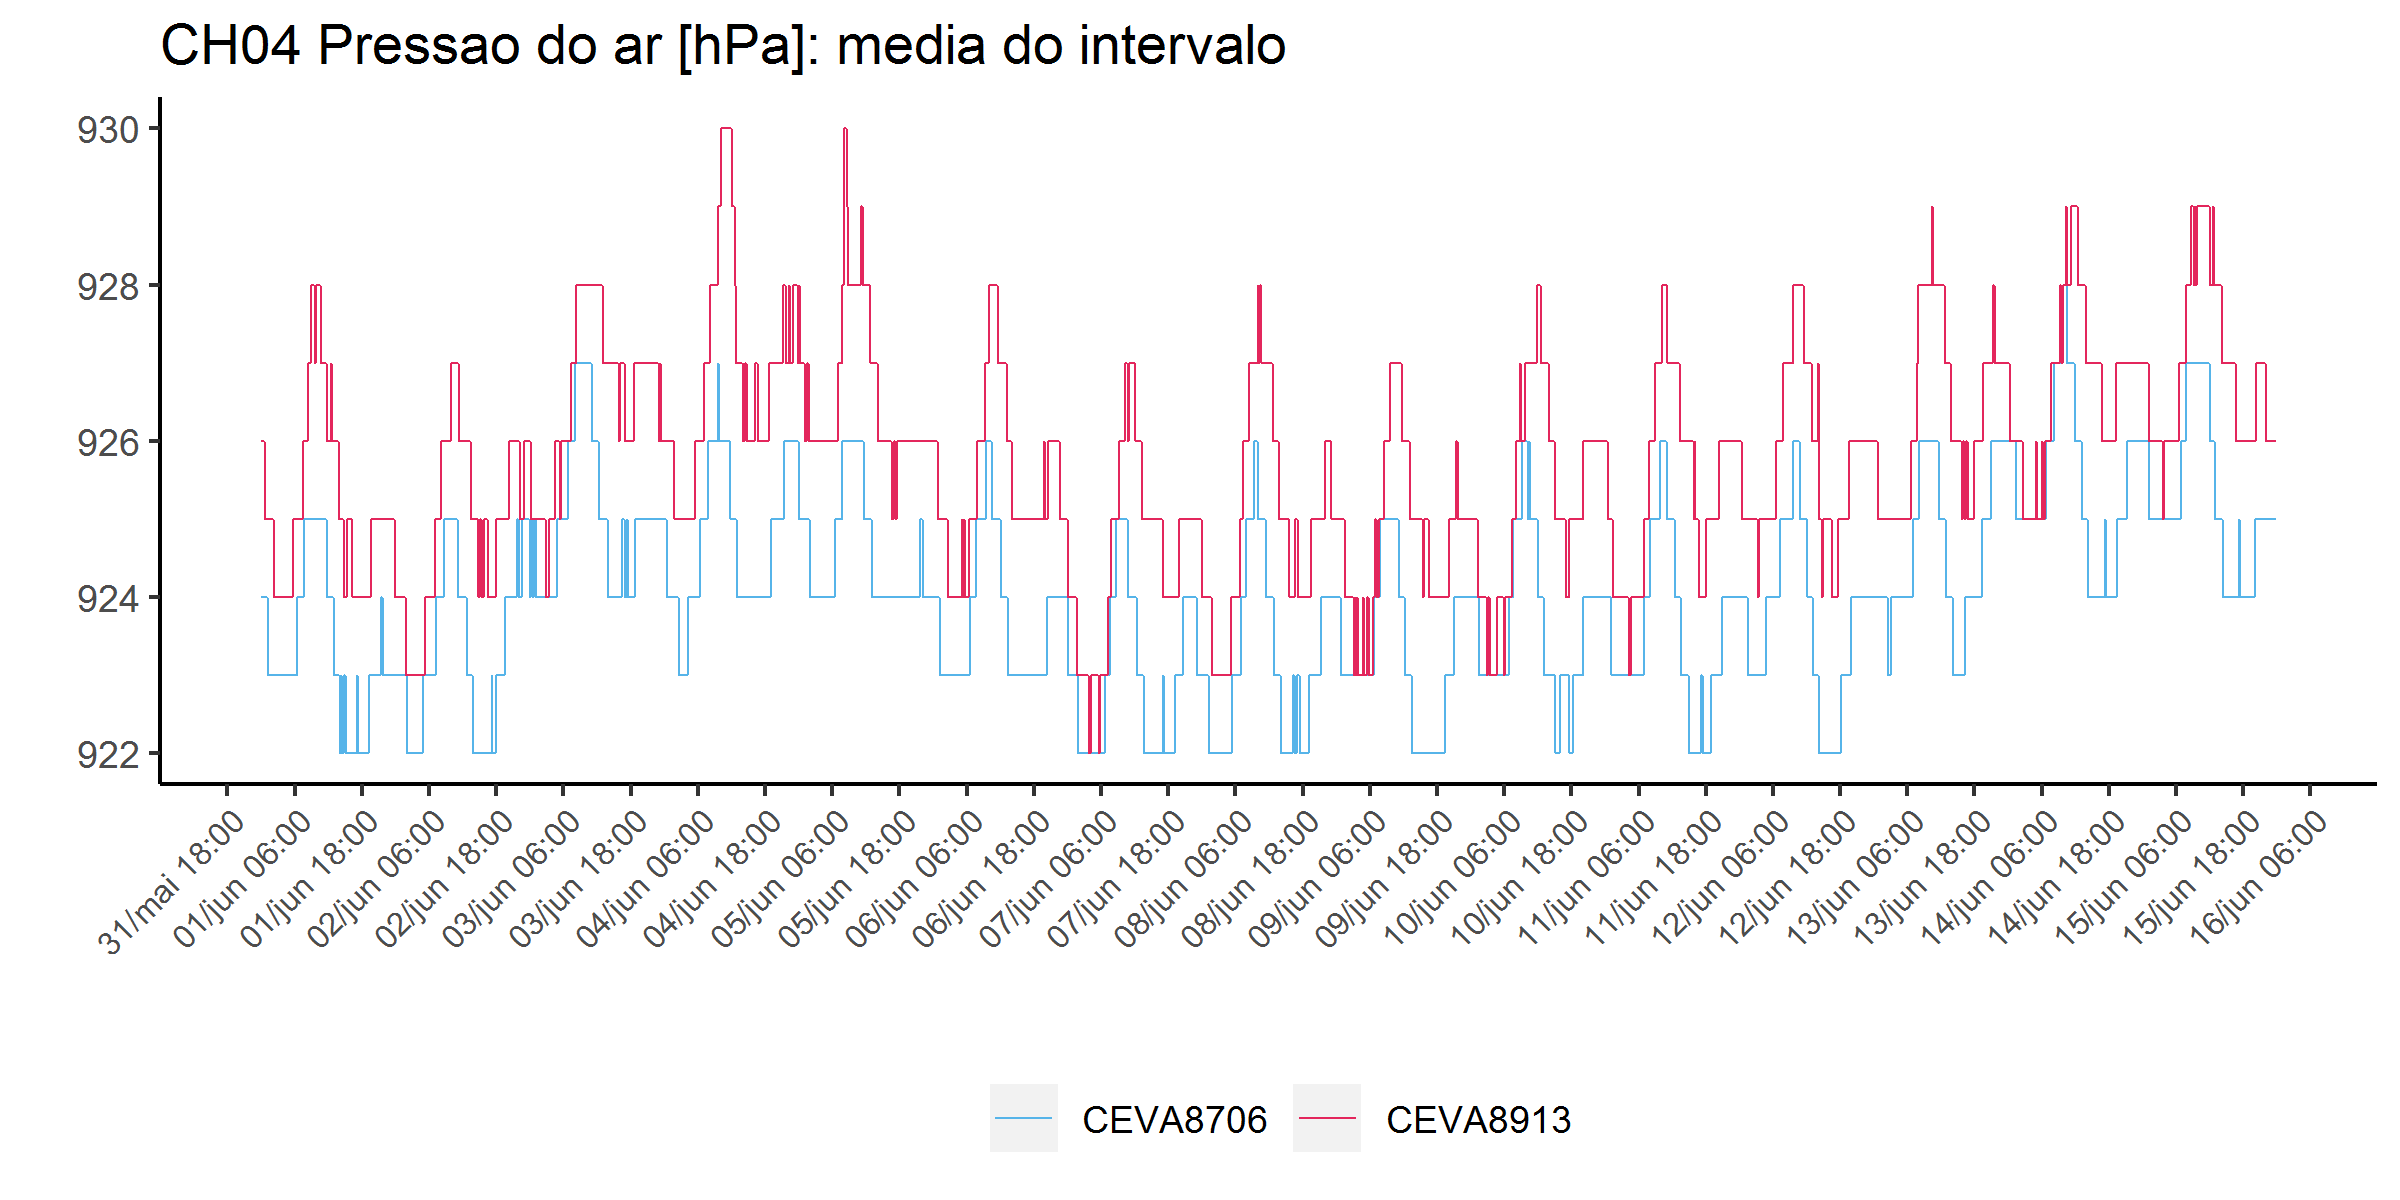 CH04 Pressao do ar [hPa]: media do intervalo
930
928
926
924
922
31/mai 18:00
01/jun 06:00
01/jun 18:00
02/jun 06:00
02/jun 18:00
03/jun 06:00
03/jun 18:00
04/jun 06:00
04/jun 18:00
05/jun 06:00
05/jun 18:00
06/jun 06:00
06/jun 18:00
07/jun 06:00
07/jun 18:00
08/jun 06:00
08/jun 18:00
09/jun 06:00
09/jun 18:00
10/jun 06:00
10/jun 18:00
11/jun 06:00
11/jun 18:00
12/jun 06:00
12/jun 18:00
13/jun 06:00
13/jun 18:00
14/jun 06:00
14/jun 18:00
15/jun 06:00
15/jun 18:00
16/jun 06:00
CEVA8706 CEVA8913